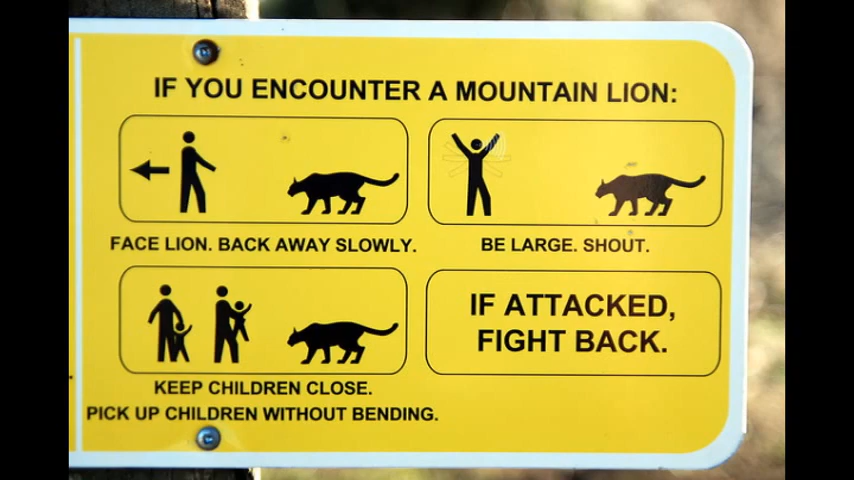 IF YOU ENCOUNTER A MOUNTAIN LION:
FACE LION. BACK AWAY SLOWLY.
BE LARGE. SHOUT.
KEEP CHILDREN CLOSE.
PICK UP CHILDREN WITHOUT BENDING.
IF ATTACKED,
FIGHT BACK.